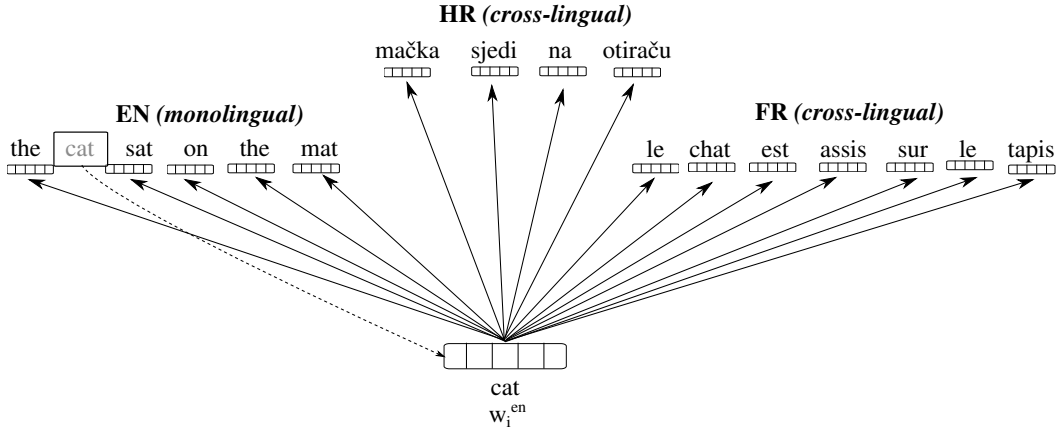 HR (cross-lingual)
mačka sjedi na otiraču
EN (monolingual)
the cat sat on the mat
FR (cross-lingual)
le chat est assis sur le tapis
cat
w_i^en